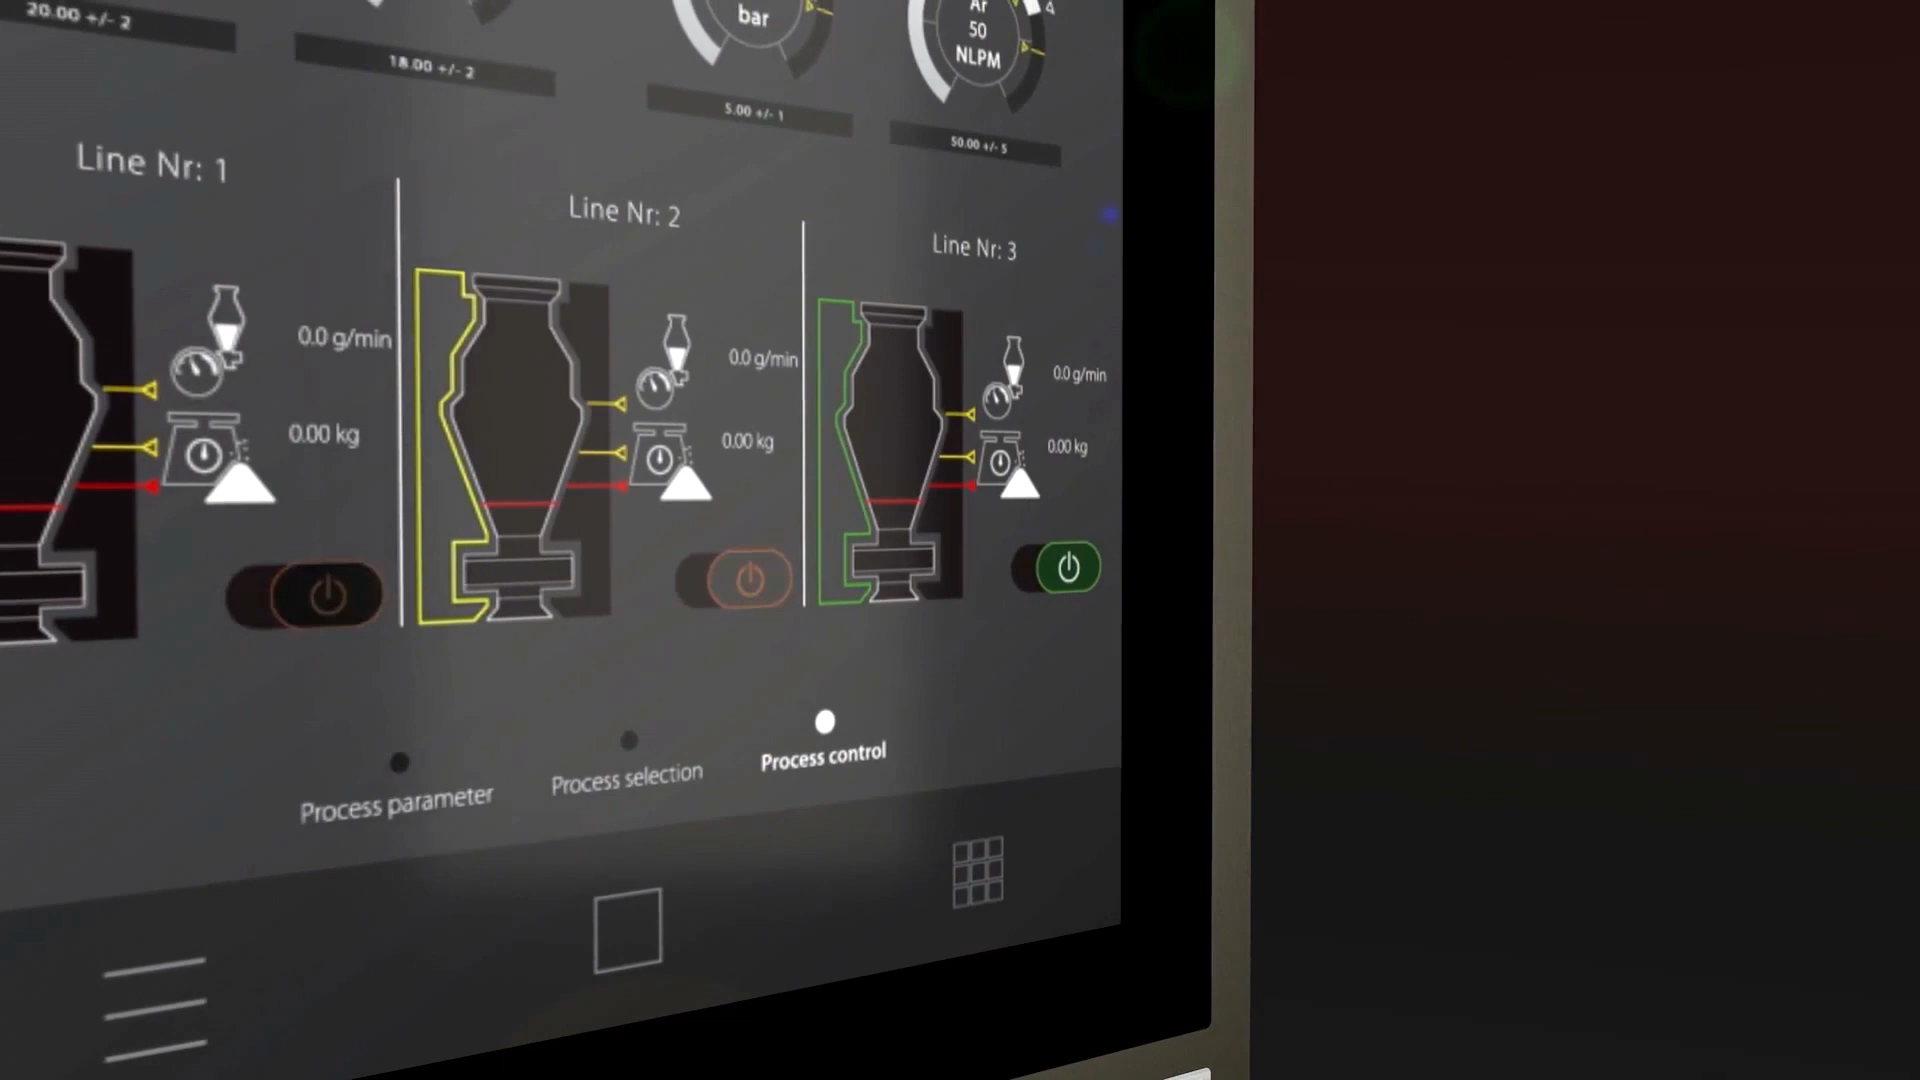 20.00 +/- 2
18.00 +/- 2
bar
5.00 +/- 1
Ar
50
NLPM
50.00 +/- 5
Line Nr: 1
0.0 g/min
0.00 kg
Line Nr: 2
0.0 g/min
0.00 kg
Line Nr: 3
0.0 g/min
0.00 kg
Process parameter
Process selection
Process control